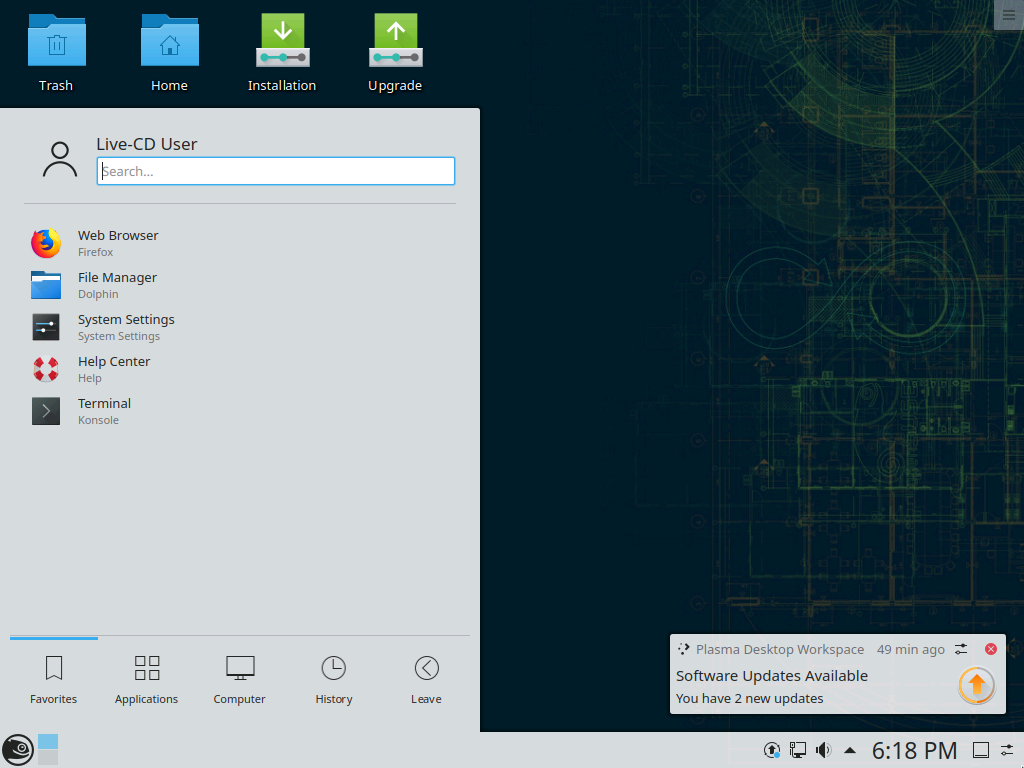 Trash
Home
Installation
Upgrade
Live-CD User
Search...
Web Browser
Firefox
File Manager
Dolphin
System Settings
System Settings
Help Center
Help
Terminal
Konsole
Favorites
Applications
Computer
History
Leave
Plasma Desktop Workspace 49 min ago
Software Updates Available
You have 2 new updates
6:18 PM